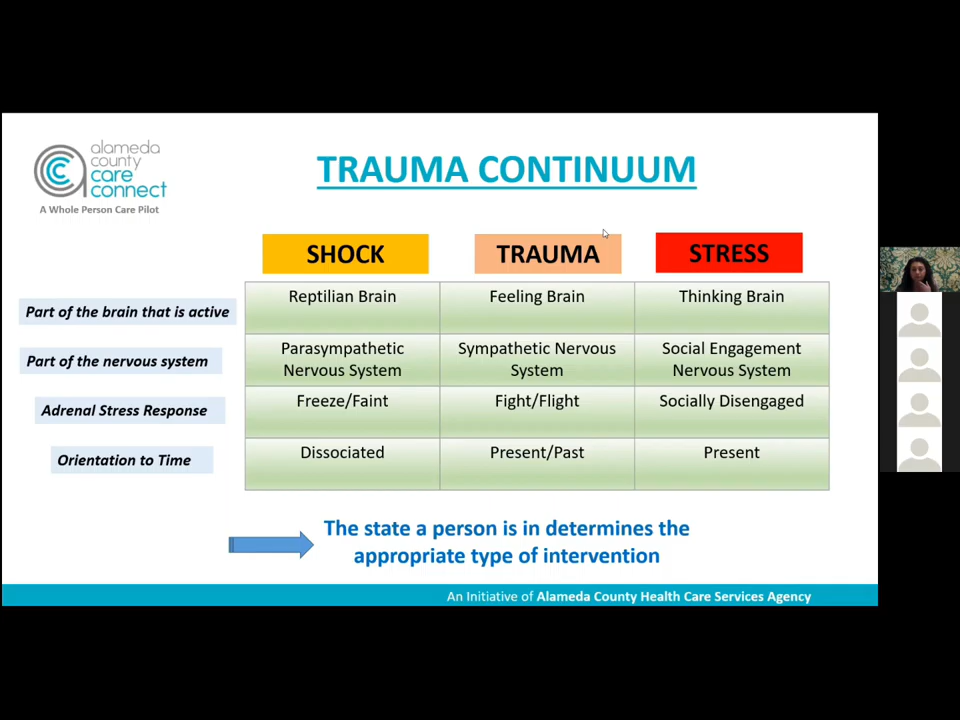 alameda
county
care
connect
A Whole Person Care Pilot
TRAUMA CONTINUUM
SHOCK TRAUMA STRESS
Part of the brain that is active
Reptilian Brain Feeling Brain Thinking Brain
Part of the nervous system
Parasympathetic Sympathetic Nervous Social Engagement
Nervous System System Nervous System
Adrenal Stress Response
Freeze/Faint Fight/Flight Socially Disengaged
Orientation to Time
Dissociated Present/Past Present
The state a person is in determines the
appropriate type of intervention
An Initiative of Alameda County Health Care Services Agency